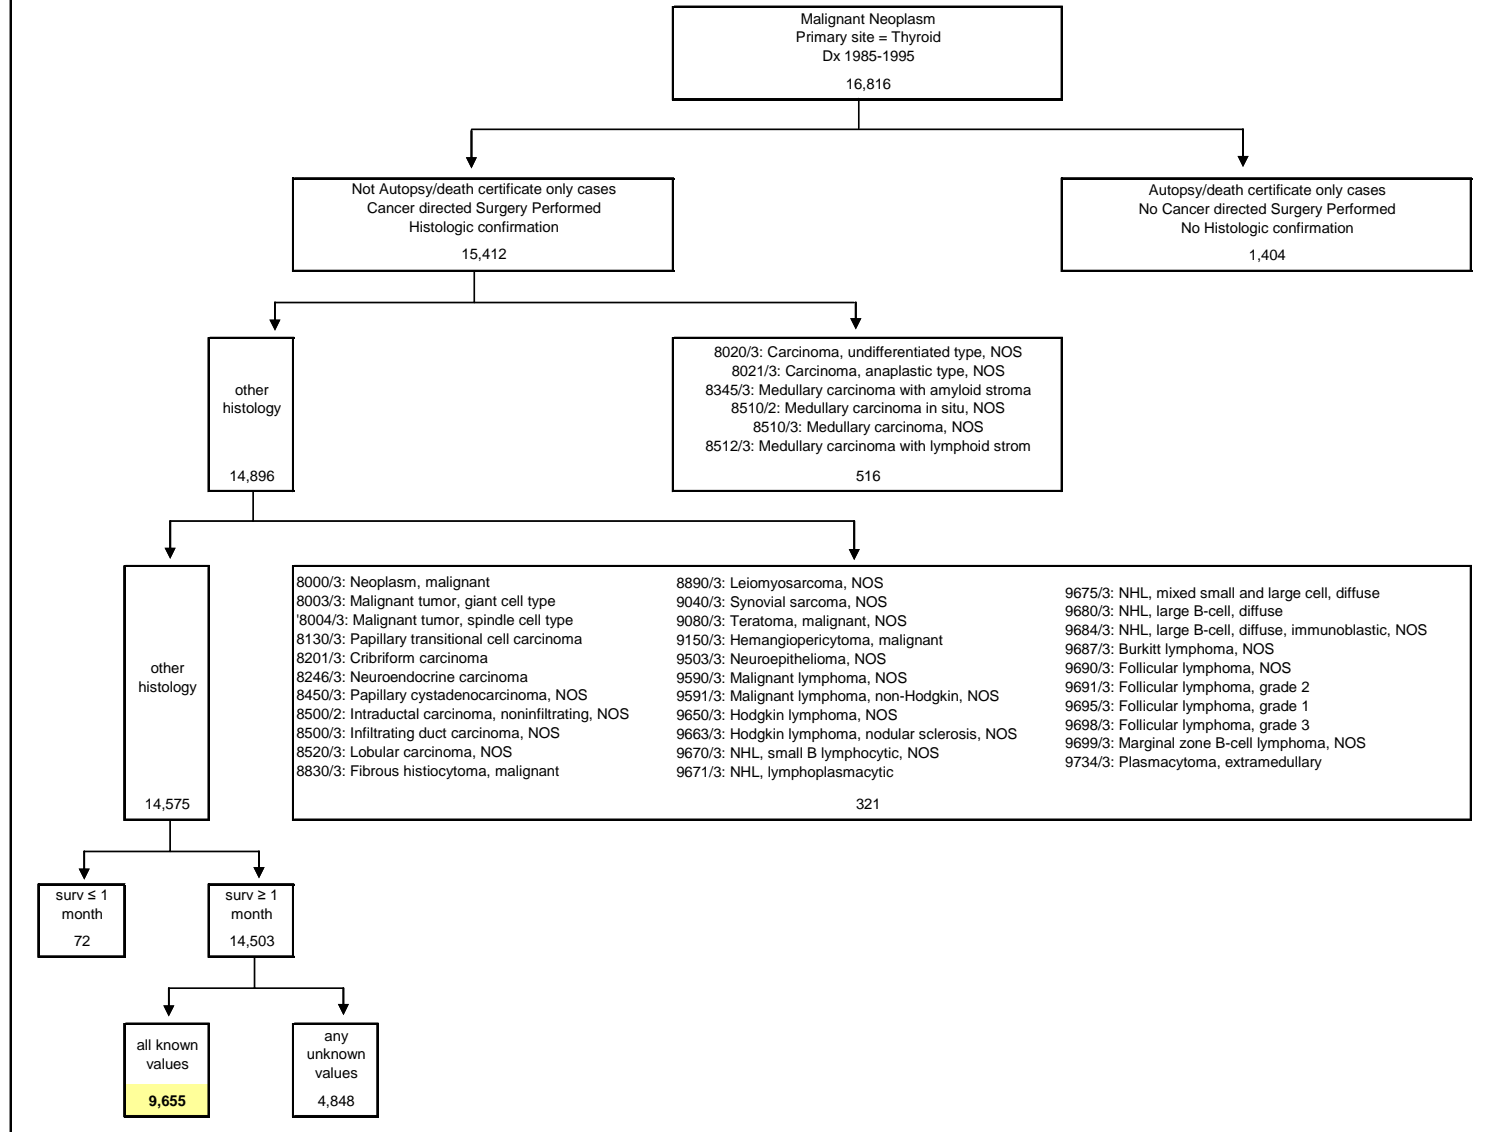 Malignant Neoplasm
Primary site = Thyroid
Dx 1985-1995
16,816
Not Autopsy/death certificate only cases
Cancer directed Surgery Performed
Histologic confirmation
15,412
Autopsy/death certificate only cases
No Cancer directed Surgery Performed
No Histologic confirmation
1,404
other
histology
14,896
8020/3: Carcinoma, undifferentiated type, NOS
8021/3: Carcinoma, anaplastic type, NOS
8345/3: Medullary carcinoma with amyloid stroma
8510/2: Medullary carcinoma in situ, NOS
8510/3: Medullary carcinoma, NOS
8512/3: Medullary carcinoma with lymphoid strom
516
other
histology
14,575
8000/3: Neoplasm, malignant
8003/3: Malignant tumor, giant cell type
'8004/3: Malignant tumor, spindle cell type
8130/3: Papillary transitional cell carcinoma
8201/3: Cribriform carcinoma
8246/3: Neuroendocrine carcinoma
8450/3: Papillary cystadenocarcinoma, NOS
8500/2: Intraductal carcinoma, noninfiltrating, NOS
8500/3: Infiltrating duct carcinoma, NOS
8520/3: Lobular carcinoma, NOS
8830/3: Fibrous histiocytoma, malignant
8890/3: Leiomyosarcoma, NOS
9040/3: Synovial sarcoma, NOS
9080/3: Teratoma, malignant, NOS
9150/3: Hemangiopericytoma, malignant
9503/3: Neuroepithelioma, NOS
9590/3: Malignant lymphoma, NOS
9591/3: Malignant lymphoma, non-Hodgkin, NOS
9650/3: Hodgkin lymphoma, NOS
9663/3: Hodgkin lymphoma, nodular sclerosis, NOS
9670/3: NHL, small B lymphocytic, NOS
9671/3: NHL, lymphoplasmacytic
9675/3: NHL, mixed small and large cell, diffuse
9680/3: NHL, large B-cell, diffuse
9684/3: NHL, large B-cell, diffuse, immunoblastic, NOS
9687/3: Burkitt lymphoma, NOS
9690/3: Follicular lymphoma, NOS
9691/3: Follicular lymphoma, grade 2
9695/3: Follicular lymphoma, grade 1
9698/3: Follicular lymphoma, grade 3
9699/3: Marginal zone B-cell lymphoma, NOS
9734/3: Plasmacytoma, extramedullary
321
surv ≤ 1
month
72
surv ≥ 1
month
14,503
all known
values
9,655
any
unknown
values
4,848